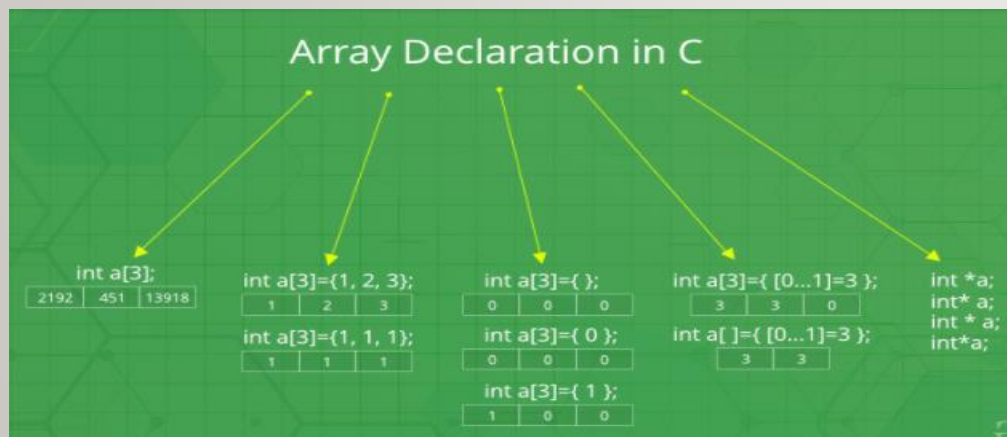 Array Declaration in C
int a[3];
2192 451 13918
int a[3]={1, 2, 3};
1 2 3
int a[3]={1, 1, 1};
1 1 1
int a[3]={ };
0 0 0
int a[3]={ 0 };
0 0 0
int a[3]={ 1 };
1 0 0
int a[3]={ [0...1]=3 };
3 3 0
int a[ ]={ [0...1]=3 };
3 3
int *a;
int* a;
int * a;
int*a;